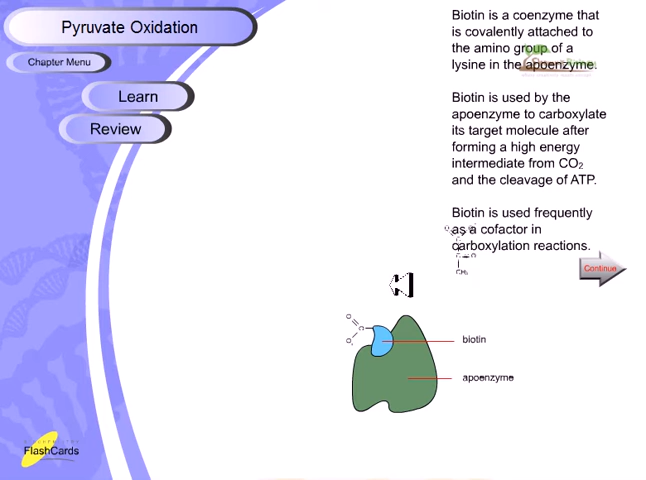 Pyruvate Oxidation
Chapter Menu
Learn
Review
Biotin is a coenzyme that
is covalently attached to
the amino group of a
lysine in the apoenzyme.
Biotin is used by the
apoenzyme to carboxylate
its target molecule after
forming a high energy
intermediate from CO₂
and the cleavage of ATP.
Biotin is used frequently
as a cofactor in
carboxylation reactions.
CH₃
Continue
O
C
O
biotin
apoenzyme
FlashCards